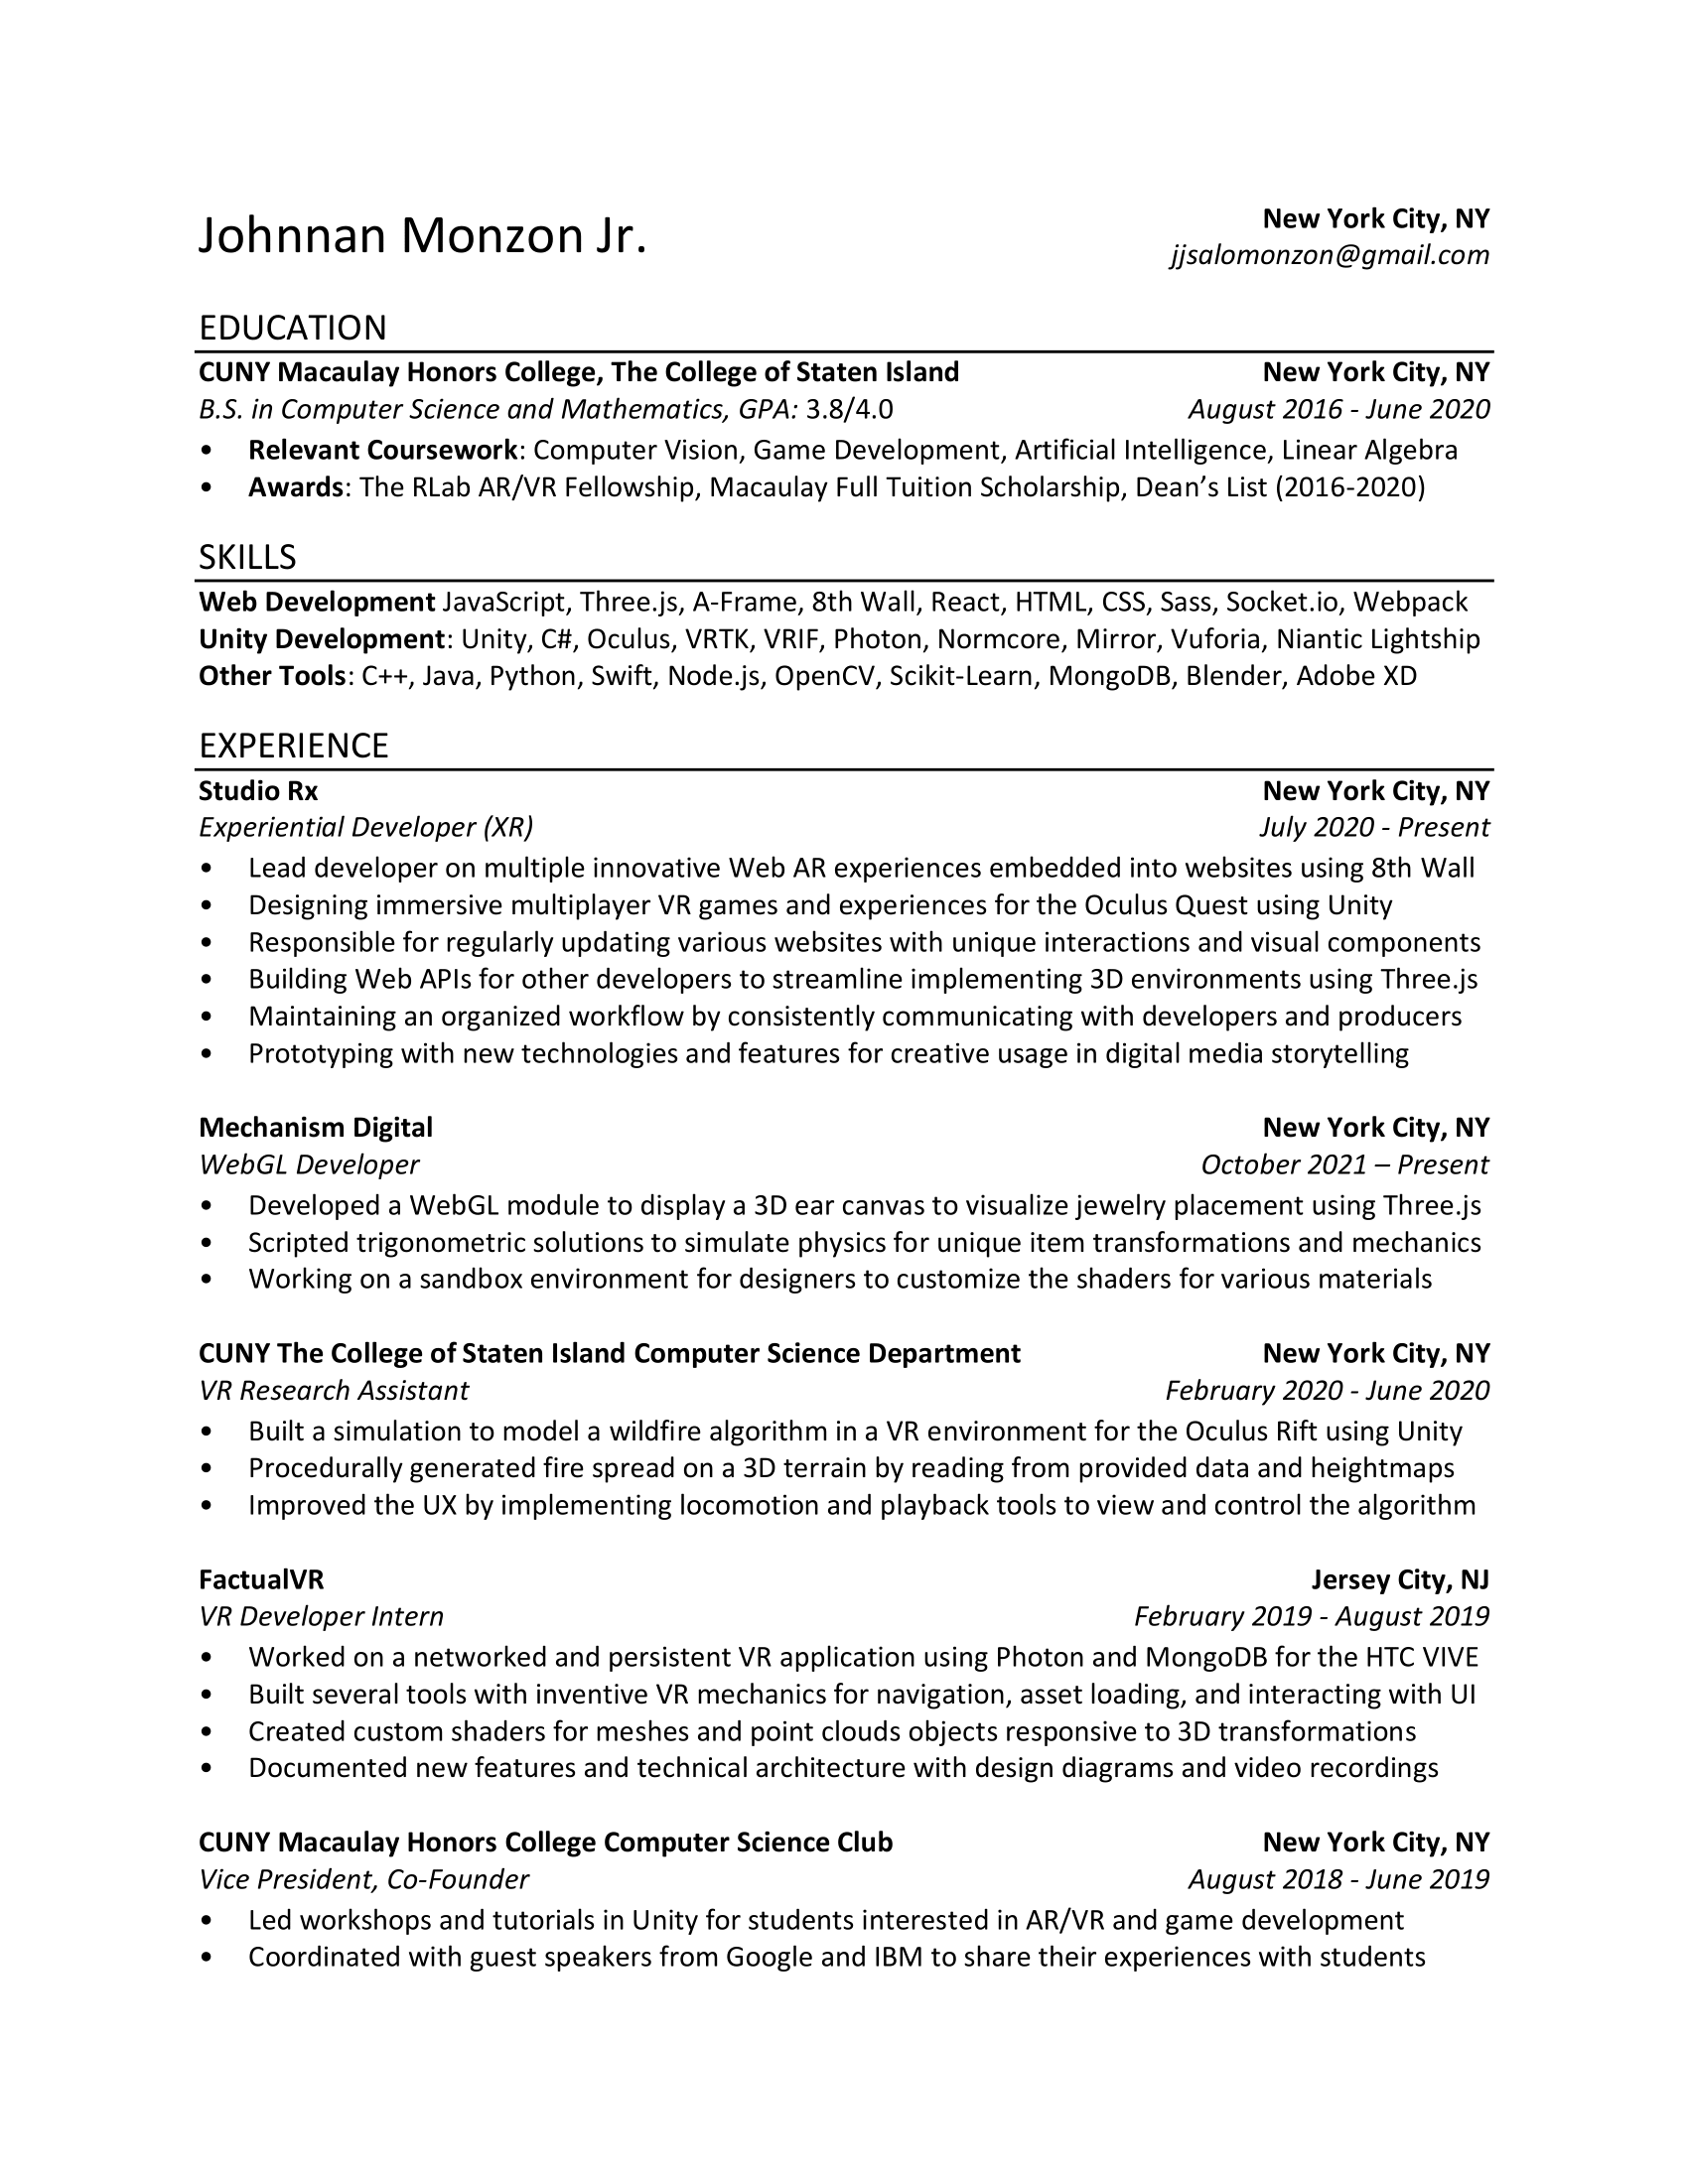 Johnnan Monzon Jr.
New York City, NY
jjsalomonzon@gmail.com
EDUCATION
CUNY Macaulay Honors College, The College of Staten Island New York City, NY
B.S. in Computer Science and Mathematics, GPA: 3.8/4.0 August 2016 - June 2020
• Relevant Coursework: Computer Vision, Game Development, Artificial Intelligence, Linear Algebra
• Awards: The RLab AR/VR Fellowship, Macaulay Full Tuition Scholarship, Dean’s List (2016-2020)
SKILLS
Web Development JavaScript, Three.js, A-Frame, 8th Wall, React, HTML, CSS, Sass, Socket.io, Webpack
Unity Development: Unity, C#, Oculus, VRTK, VRIF, Photon, Normcore, Mirror, Vuforia, Niantic Lightship
Other Tools: C++, Java, Python, Swift, Node.js, OpenCV, Scikit-Learn, MongoDB, Blender, Adobe XD
EXPERIENCE
Studio Rx New York City, NY
Experiential Developer (XR) July 2020 - Present
• Lead developer on multiple innovative Web AR experiences embedded into websites using 8th Wall
• Designing immersive multiplayer VR games and experiences for the Oculus Quest using Unity
• Responsible for regularly updating various websites with unique interactions and visual components
• Building Web APIs for other developers to streamline implementing 3D environments using Three.js
• Maintaining an organized workflow by consistently communicating with developers and producers
• Prototyping with new technologies and features for creative usage in digital media storytelling
Mechanism Digital New York City, NY
WebGL Developer October 2021 – Present
• Developed a WebGL module to display a 3D ear canvas to visualize jewelry placement using Three.js
• Scripted trigonometric solutions to simulate physics for unique item transformations and mechanics
• Working on a sandbox environment for designers to customize the shaders for various materials
CUNY The College of Staten Island Computer Science Department New York City, NY
VR Research Assistant February 2020 - June 2020
• Built a simulation to model a wildfire algorithm in a VR environment for the Oculus Rift using Unity
• Procedurally generated fire spread on a 3D terrain by reading from provided data and heightmaps
• Improved the UX by implementing locomotion and playback tools to view and control the algorithm
FactualVR Jersey City, NJ
VR Developer Intern February 2019 - August 2019
• Worked on a networked and persistent VR application using Photon and MongoDB for the HTC VIVE
• Built several tools with inventive VR mechanics for navigation, asset loading, and interacting with UI
• Created custom shaders for meshes and point clouds objects responsive to 3D transformations
• Documented new features and technical architecture with design diagrams and video recordings
CUNY Macaulay Honors College Computer Science Club New York City, NY
Vice President, Co-Founder August 2018 - June 2019
• Led workshops and tutorials in Unity for students interested in AR/VR and game development
• Coordinated with guest speakers from Google and IBM to share their experiences with students